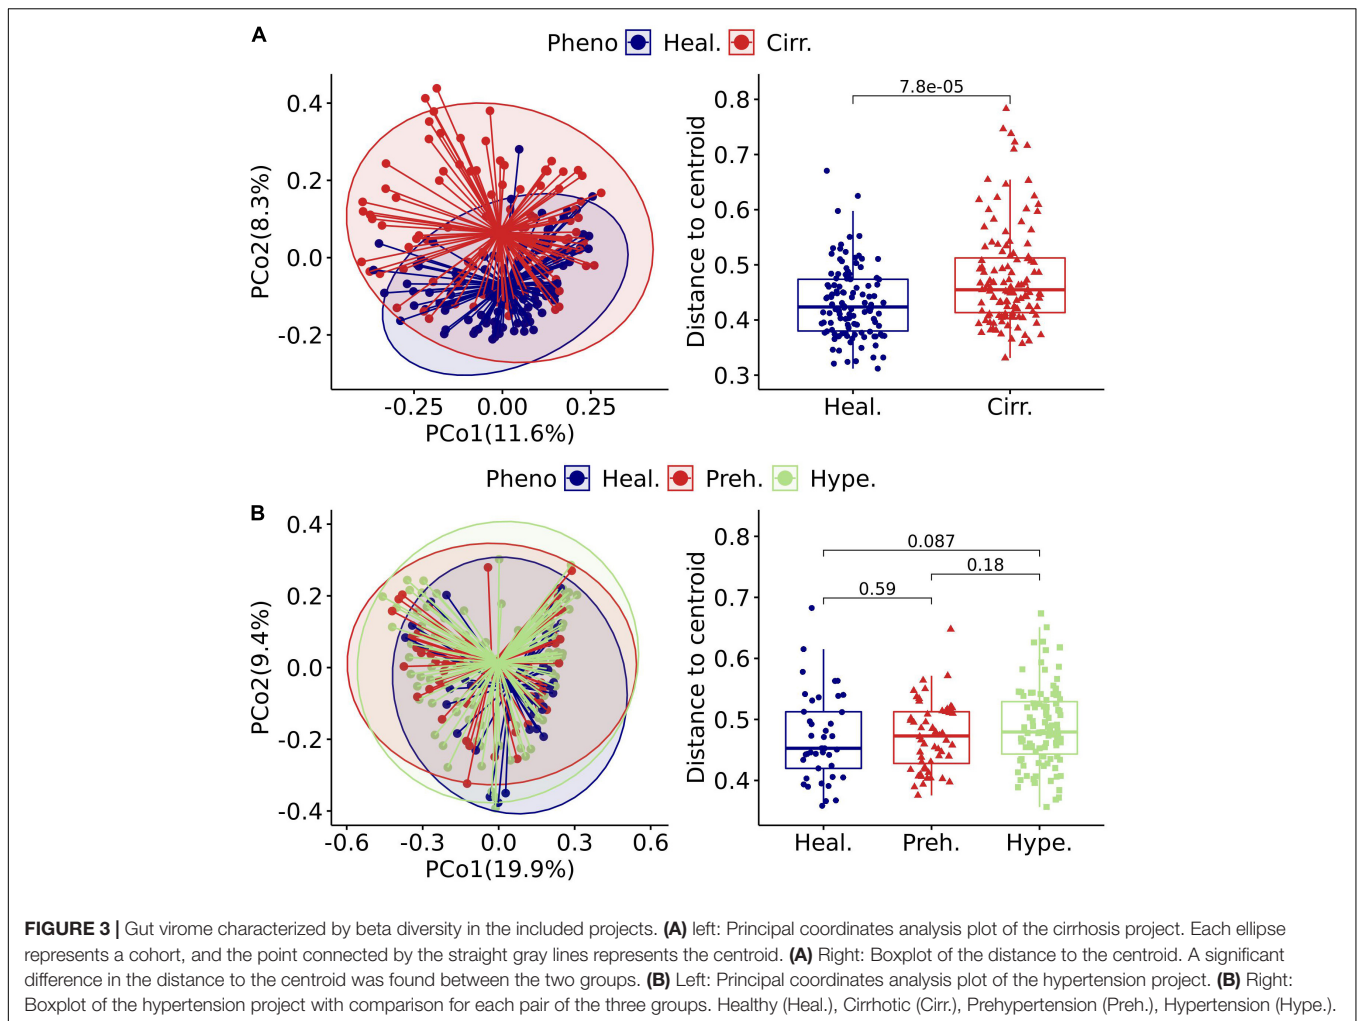 A
Pheno Heal. Cirr.
0.4
0.2
0.0
-0.2
PCo2(8.3%)
-0.25 0.00 0.25
PCo1(11.6%)
7.8e-05
0.8
0.7
0.6
0.5
0.4
0.3
Distance to centroid
Heal. Cirr.
Pheno Heal. Preh. Hype.
B
0.4
0.2
0.0
-0.2
-0.4
PCo2(9.4%)
-0.6 -0.3 0.0 0.3 0.6
PCo1(19.9%)
0.087
0.18
0.59
0.8
0.7
0.6
0.5
0.4
Distance to centroid
Heal. Preh. Hype.
FIGURE 3 | Gut virome characterized by beta diversity in the included projects. (A) left: Principal coordinates analysis plot of the cirrhosis project. Each ellipse
represents a cohort, and the point connected by the straight gray lines represents the centroid. (A) Right: Boxplot of the distance to the centroid. A significant
difference in the distance to the centroid was found between the two groups. (B) Left: Principal coordinates analysis plot of the hypertension project. (B) Right:
Boxplot of the hypertension project with comparison for each pair of the three groups. Healthy (Heal.), Cirrhotic (Cirr.), Prehypertension (Preh.), Hypertension (Hype.).